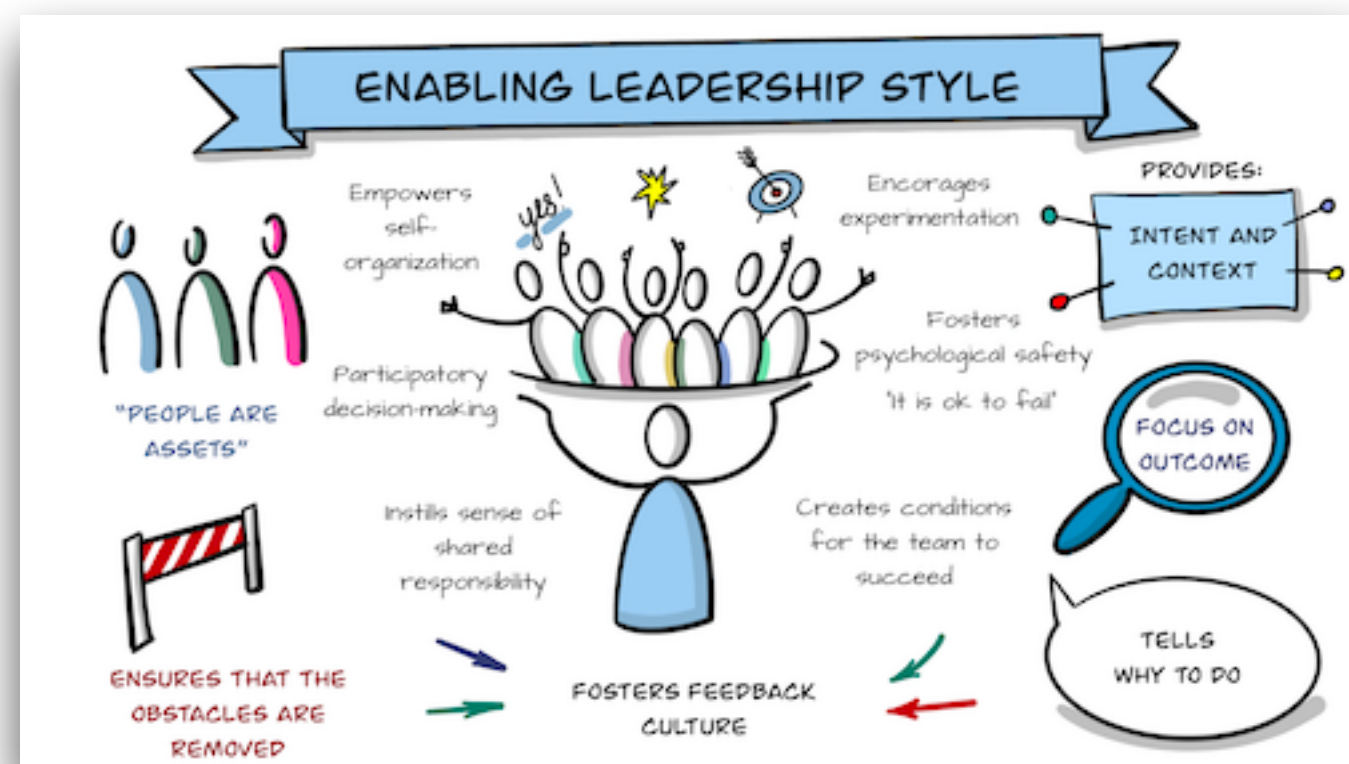 ENABLING LEADERSHIP STYLE
Empowers
self-
organization
yes!
Encorages
experimentation
PROVIDES:
INTENT AND
CONTEXT
"PEOPLE ARE
ASSETS"
Participatory
decision-making
Fosters
psychological safety
"it is ok to fail"
FOCUS ON
OUTCOME
Instills sense of
shared
responsibility
Creates conditions
for the team to
succeed
TELLS
WHY TO DO
ENSURES THAT THE
OBSTACLES ARE
REMOVED
FOSTERS FEEDBACK
CULTURE